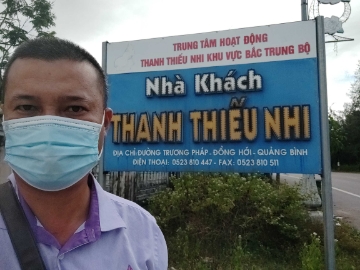 TRUNG TÂM HOẠT ĐỘNG
THANH THIẾU NHI KHU VỰC BẮC TRUNG BỘ
Nhà Khách
THANH THIẾU NHI
ĐỊA CHỈ-ĐƯỜNG TRƯƠNG PHÁP - ĐỒNG HỚI - QUẢNG BÌNH
ĐIỆN THOẠI: 0523 810 447 - FAX: 0523 810 511